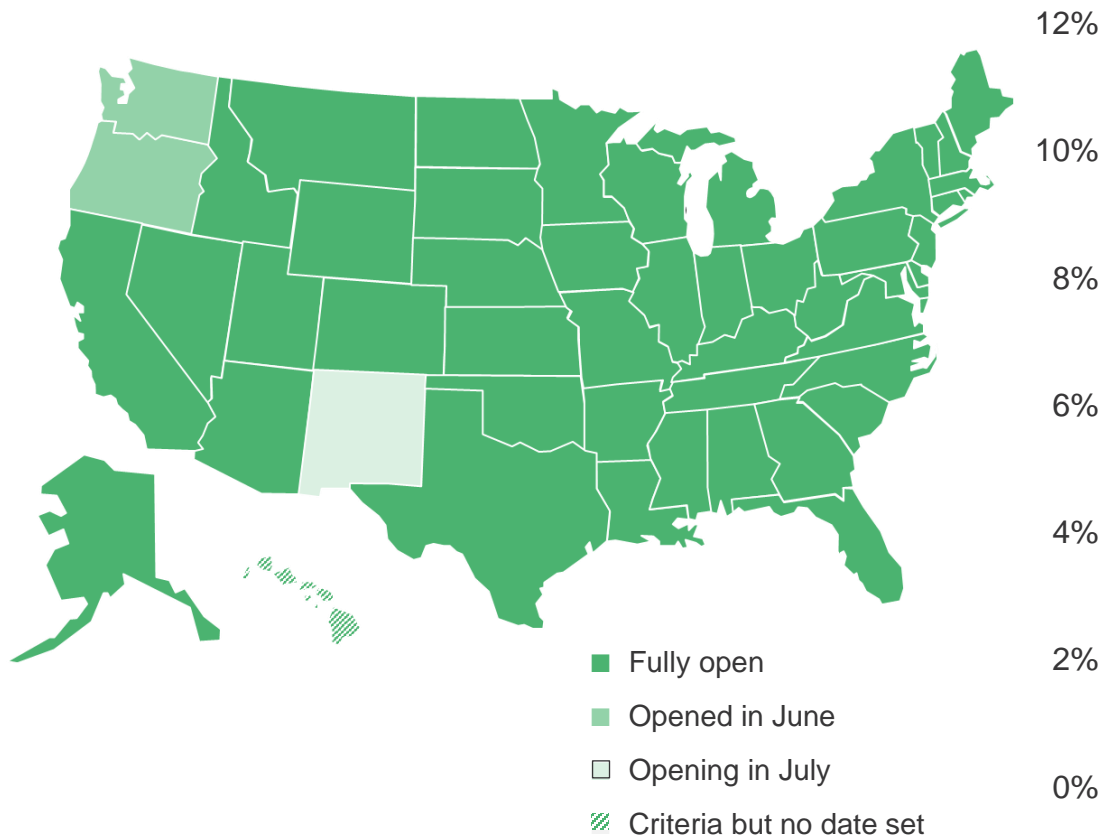 12%
10%
8%
6%
4%
2%
0%
Fully open
Opened in June
Opening in July
Criteria but no date set